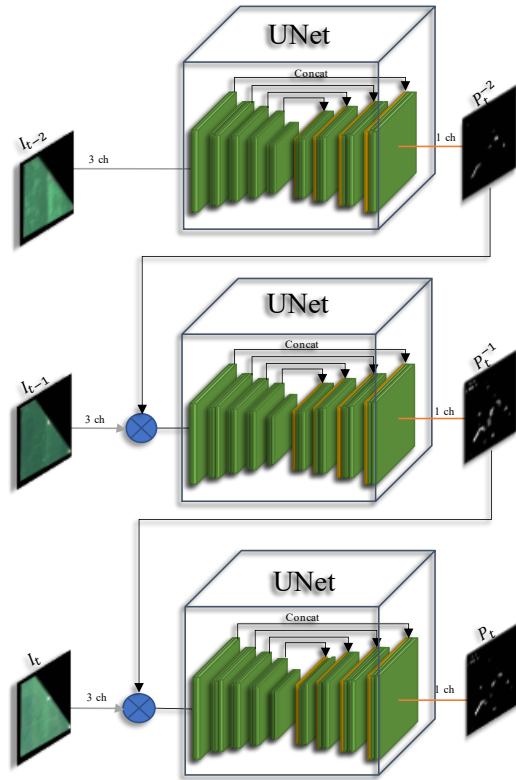 UNet
Concat
I_{t-2}
3 ch
1 ch
P_t^{-2}
UNet
Concat
I_{t-1}
3 ch
1 ch
P_t^{-1}
UNet
Concat
I_t
3 ch
1 ch
P_t